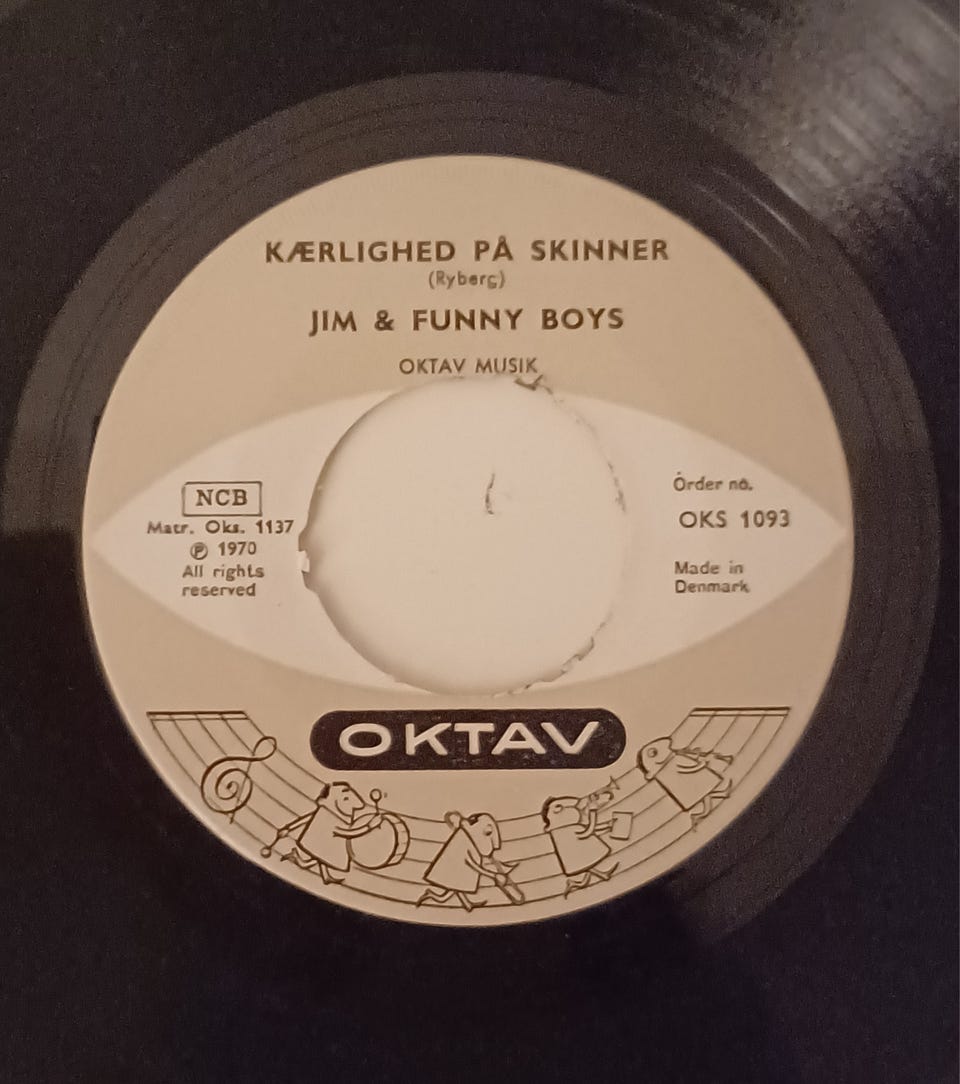 KÆRLIGHED PÅ SKINNER
(Ryberg)
JIM & FUNNY BOYS
OKTAV MUSIK
NCB
Matr. Oks. 1137
Ⓟ 1970
All rights
reserved
Order no.
OKS 1093
Made in
Denmark
OKTAV